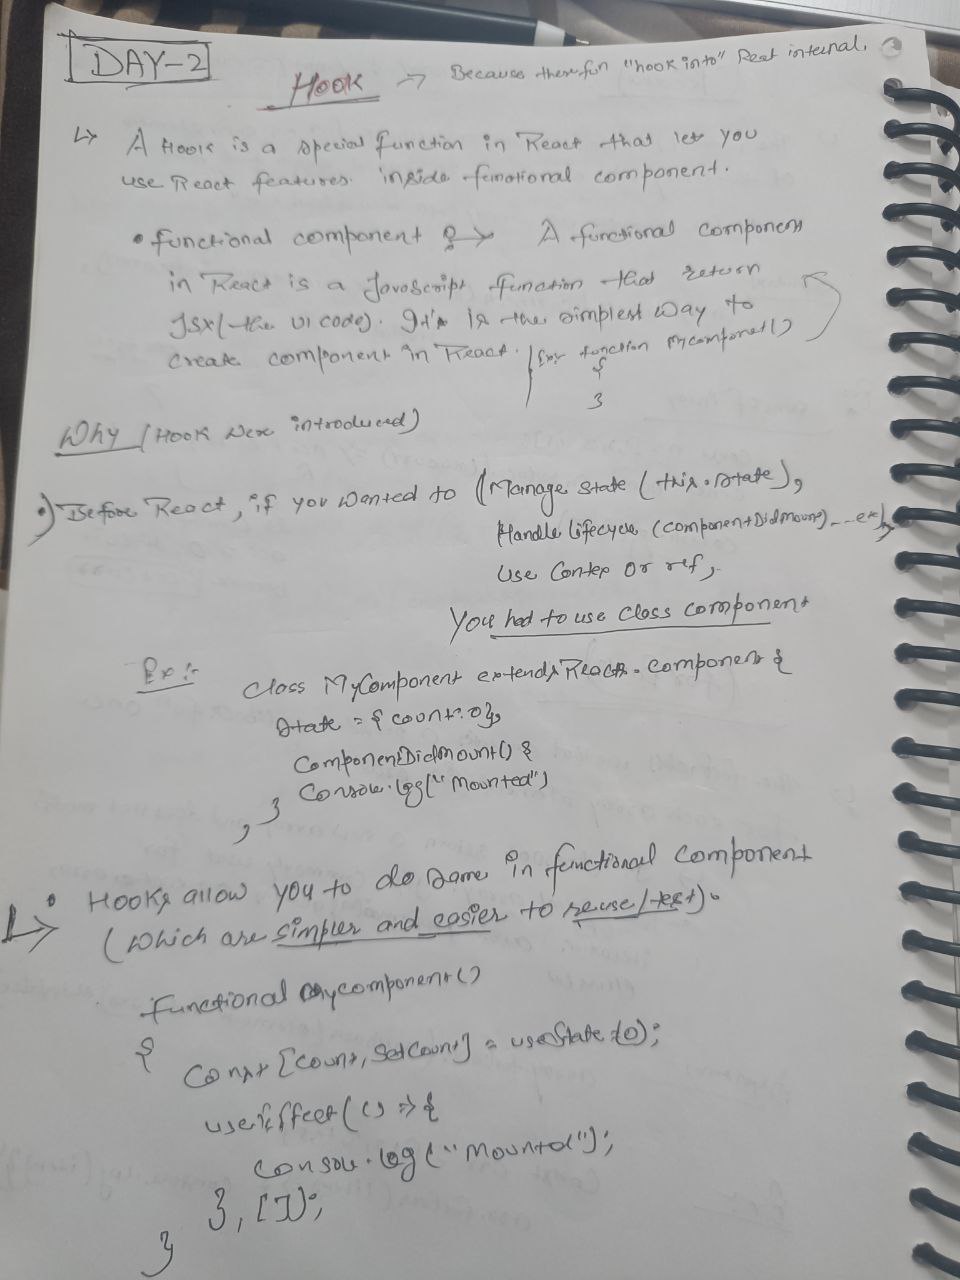 DAY-2
HOOK → Because these fun "hook into" React internal.
↳ A Hook is a special function in React that let you
use React features inside functional component.
• functional component :→ A functional component
in React is a Javascript function that return
JSX (the UI code). It's is the simplest way to
create component in React. Ex:- function Mycomponet()
{
}
Why (Hook were introduced)
•) Before React, if you wanted to (Manage state (this.state),
Handle lifecycle (componentDidMount)...etc),
use Contex or ref,
You had to use class component
Ex:-
class MyComponent extends React.component {
State = { count: 0};
ComponentDidmount() {
Console.log("Mounted")
}
}
• Hooks allow you to do same in functional component
↳ (which are simpler and easier to reuse/test).
functional Mycomponent()
{
Const [count, SetCount] = useState(0);
useEffect(() => {
console.log("Mounted");
}, []);
}